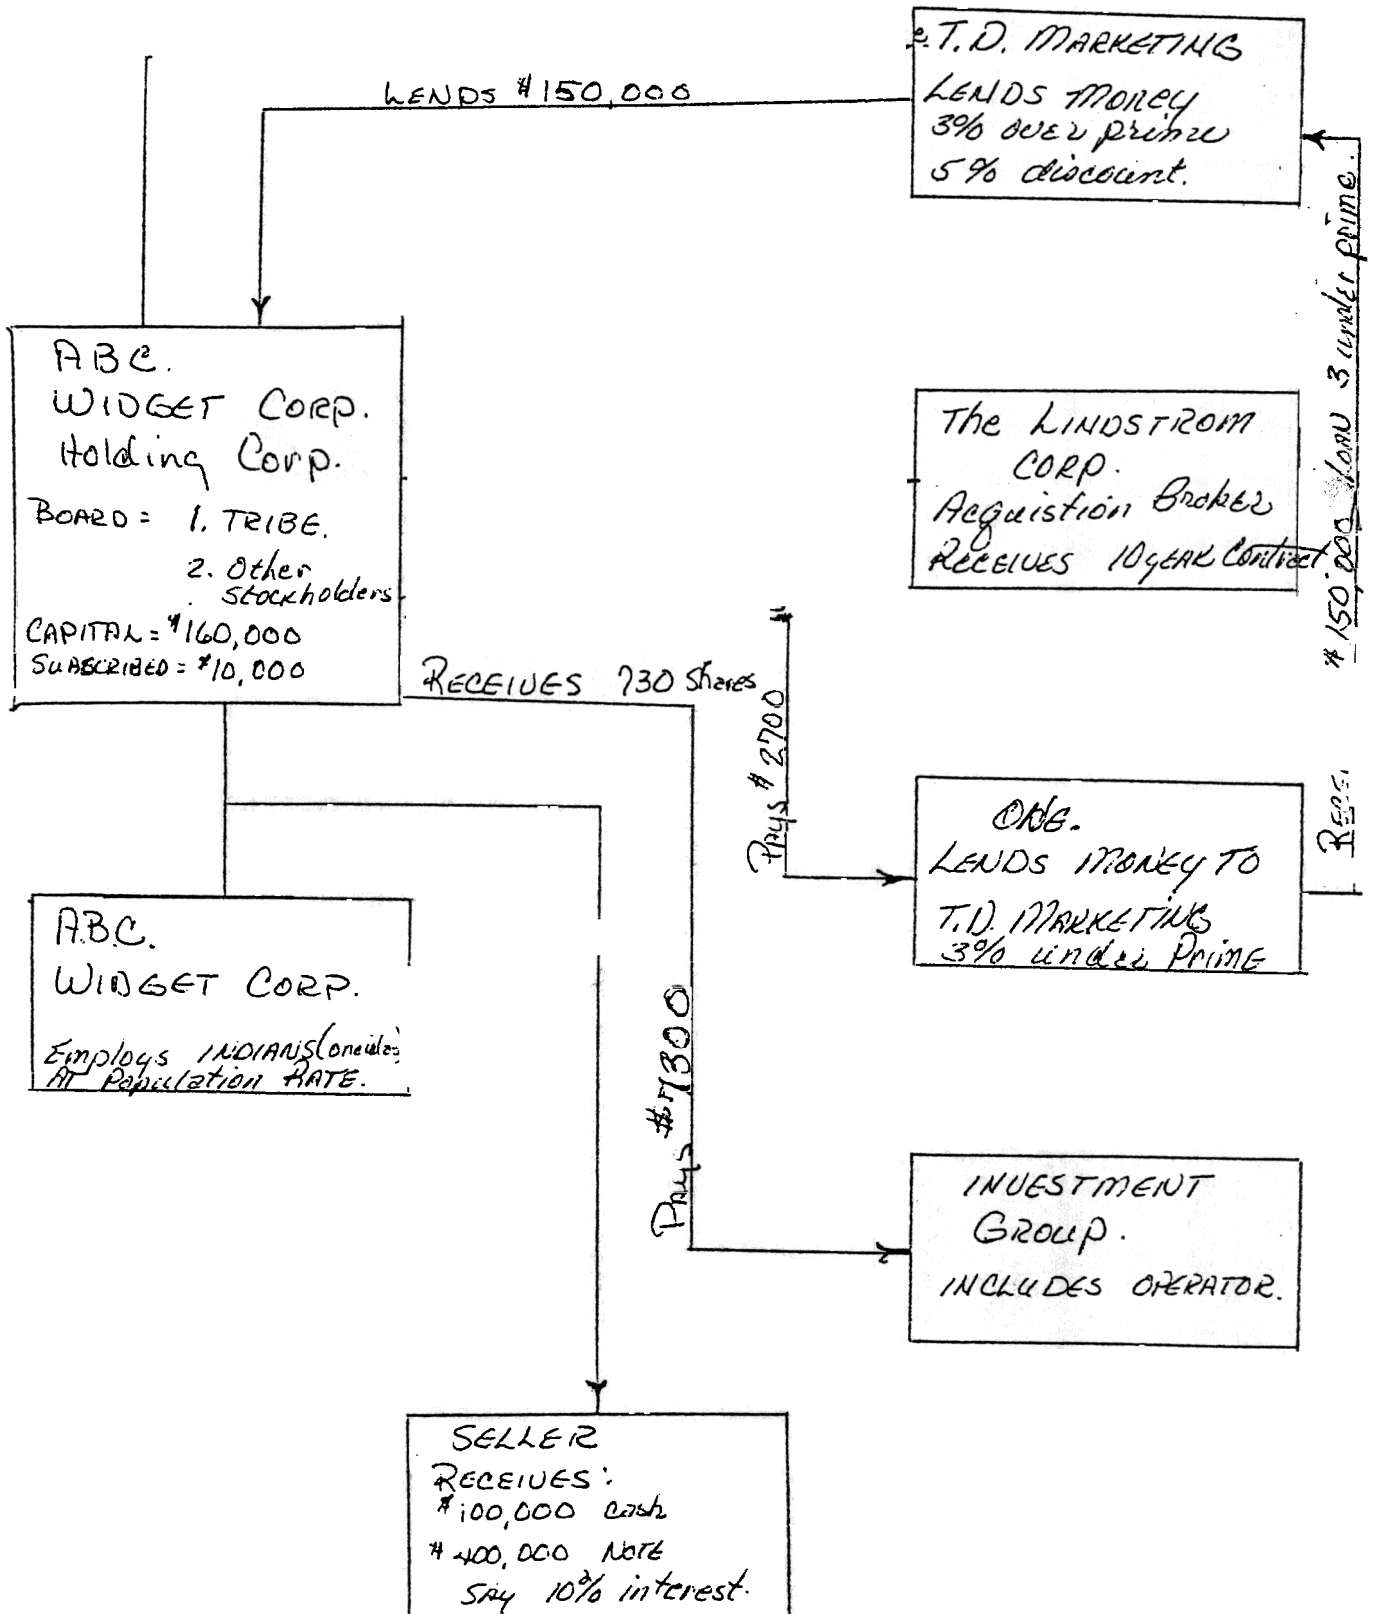 T.D. MARKETING
LENDS MONEY
3% over prime
5% discount.
LENDS $150,000
$150,000 LOAN 3 under prime.
ABC.
WIDGET CORP.
Holding Corp.
BOARD = 1. TRIBE.
2. Other
stockholders
CAPITAL = $160,000
SUBSCRIBED = $10,000
The LINDSTROM
CORP.
Acquistion Broker
RECEIVES 10 year Contract
RECEIVES 730 shares
PAYS $2700
ONE.
LENDS MONEY TO
T.D. MARKETING
3% under Prime
A.B.C.
WIDGET CORP.
Employs INDIANS (oneidas)
AT Population RATE.
PAYS $7300
INVESTMENT
GROUP.
INCLUDES OPERATOR.
SELLER
RECEIVES:
$100,000 cash
$400,000 NOTE
SAY 10% interest.